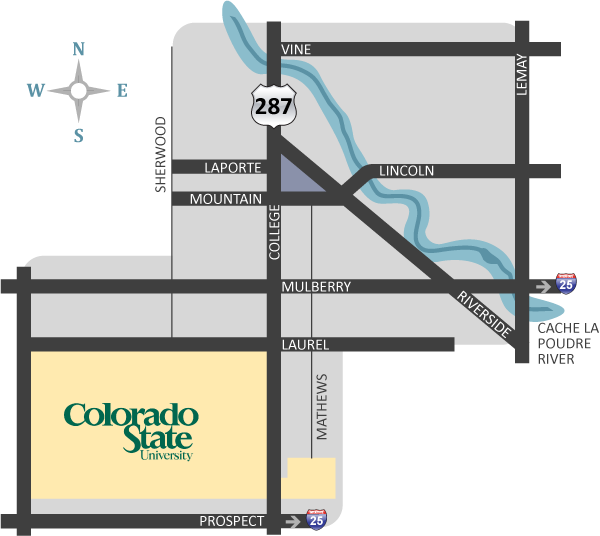 N
W E
S
VINE
LEMAY
287
SHERWOOD
LAPORTE
LINCOLN
MOUNTAIN
COLLEGE
MULBERRY
25
RIVERSIDE
CACHE LA
POUDRE
RIVER
LAUREL
MATHEWS
Colorado
State
University
PROSPECT
25